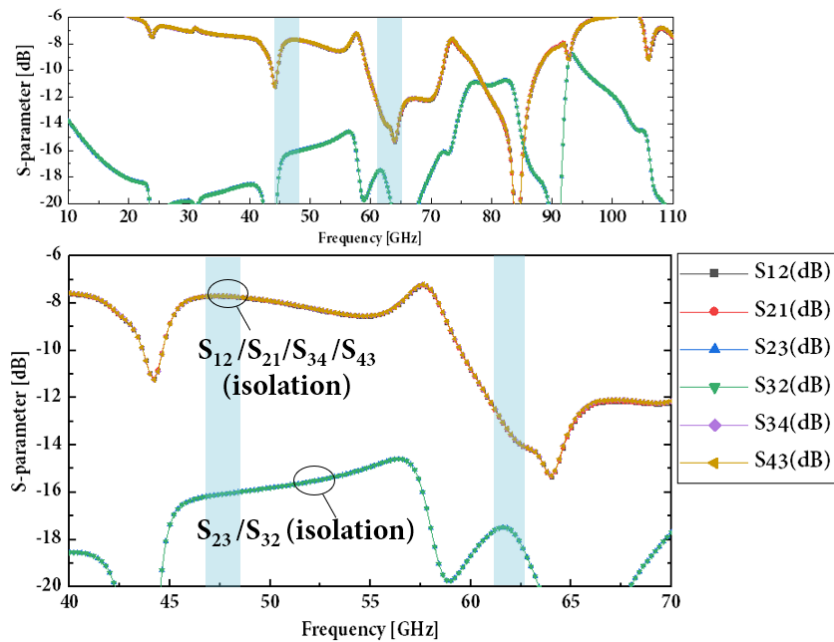 -6
-8
-10
-12
-14
-16
-18
-20
S-parameter [dB]
10 20 30 40 50 60 70 80 90 100 110
Frequency [GHz]
-6
-8
-10
-12
-14
-16
-18
-20
S-parameter [dB]
S12/S21/S34/S43
(isolation)
S23/S32 (isolation)
40 45 50 55 60 65 70
Frequency [GHz]
S12(dB)
S21(dB)
S23(dB)
S32(dB)
S34(dB)
S43(dB)